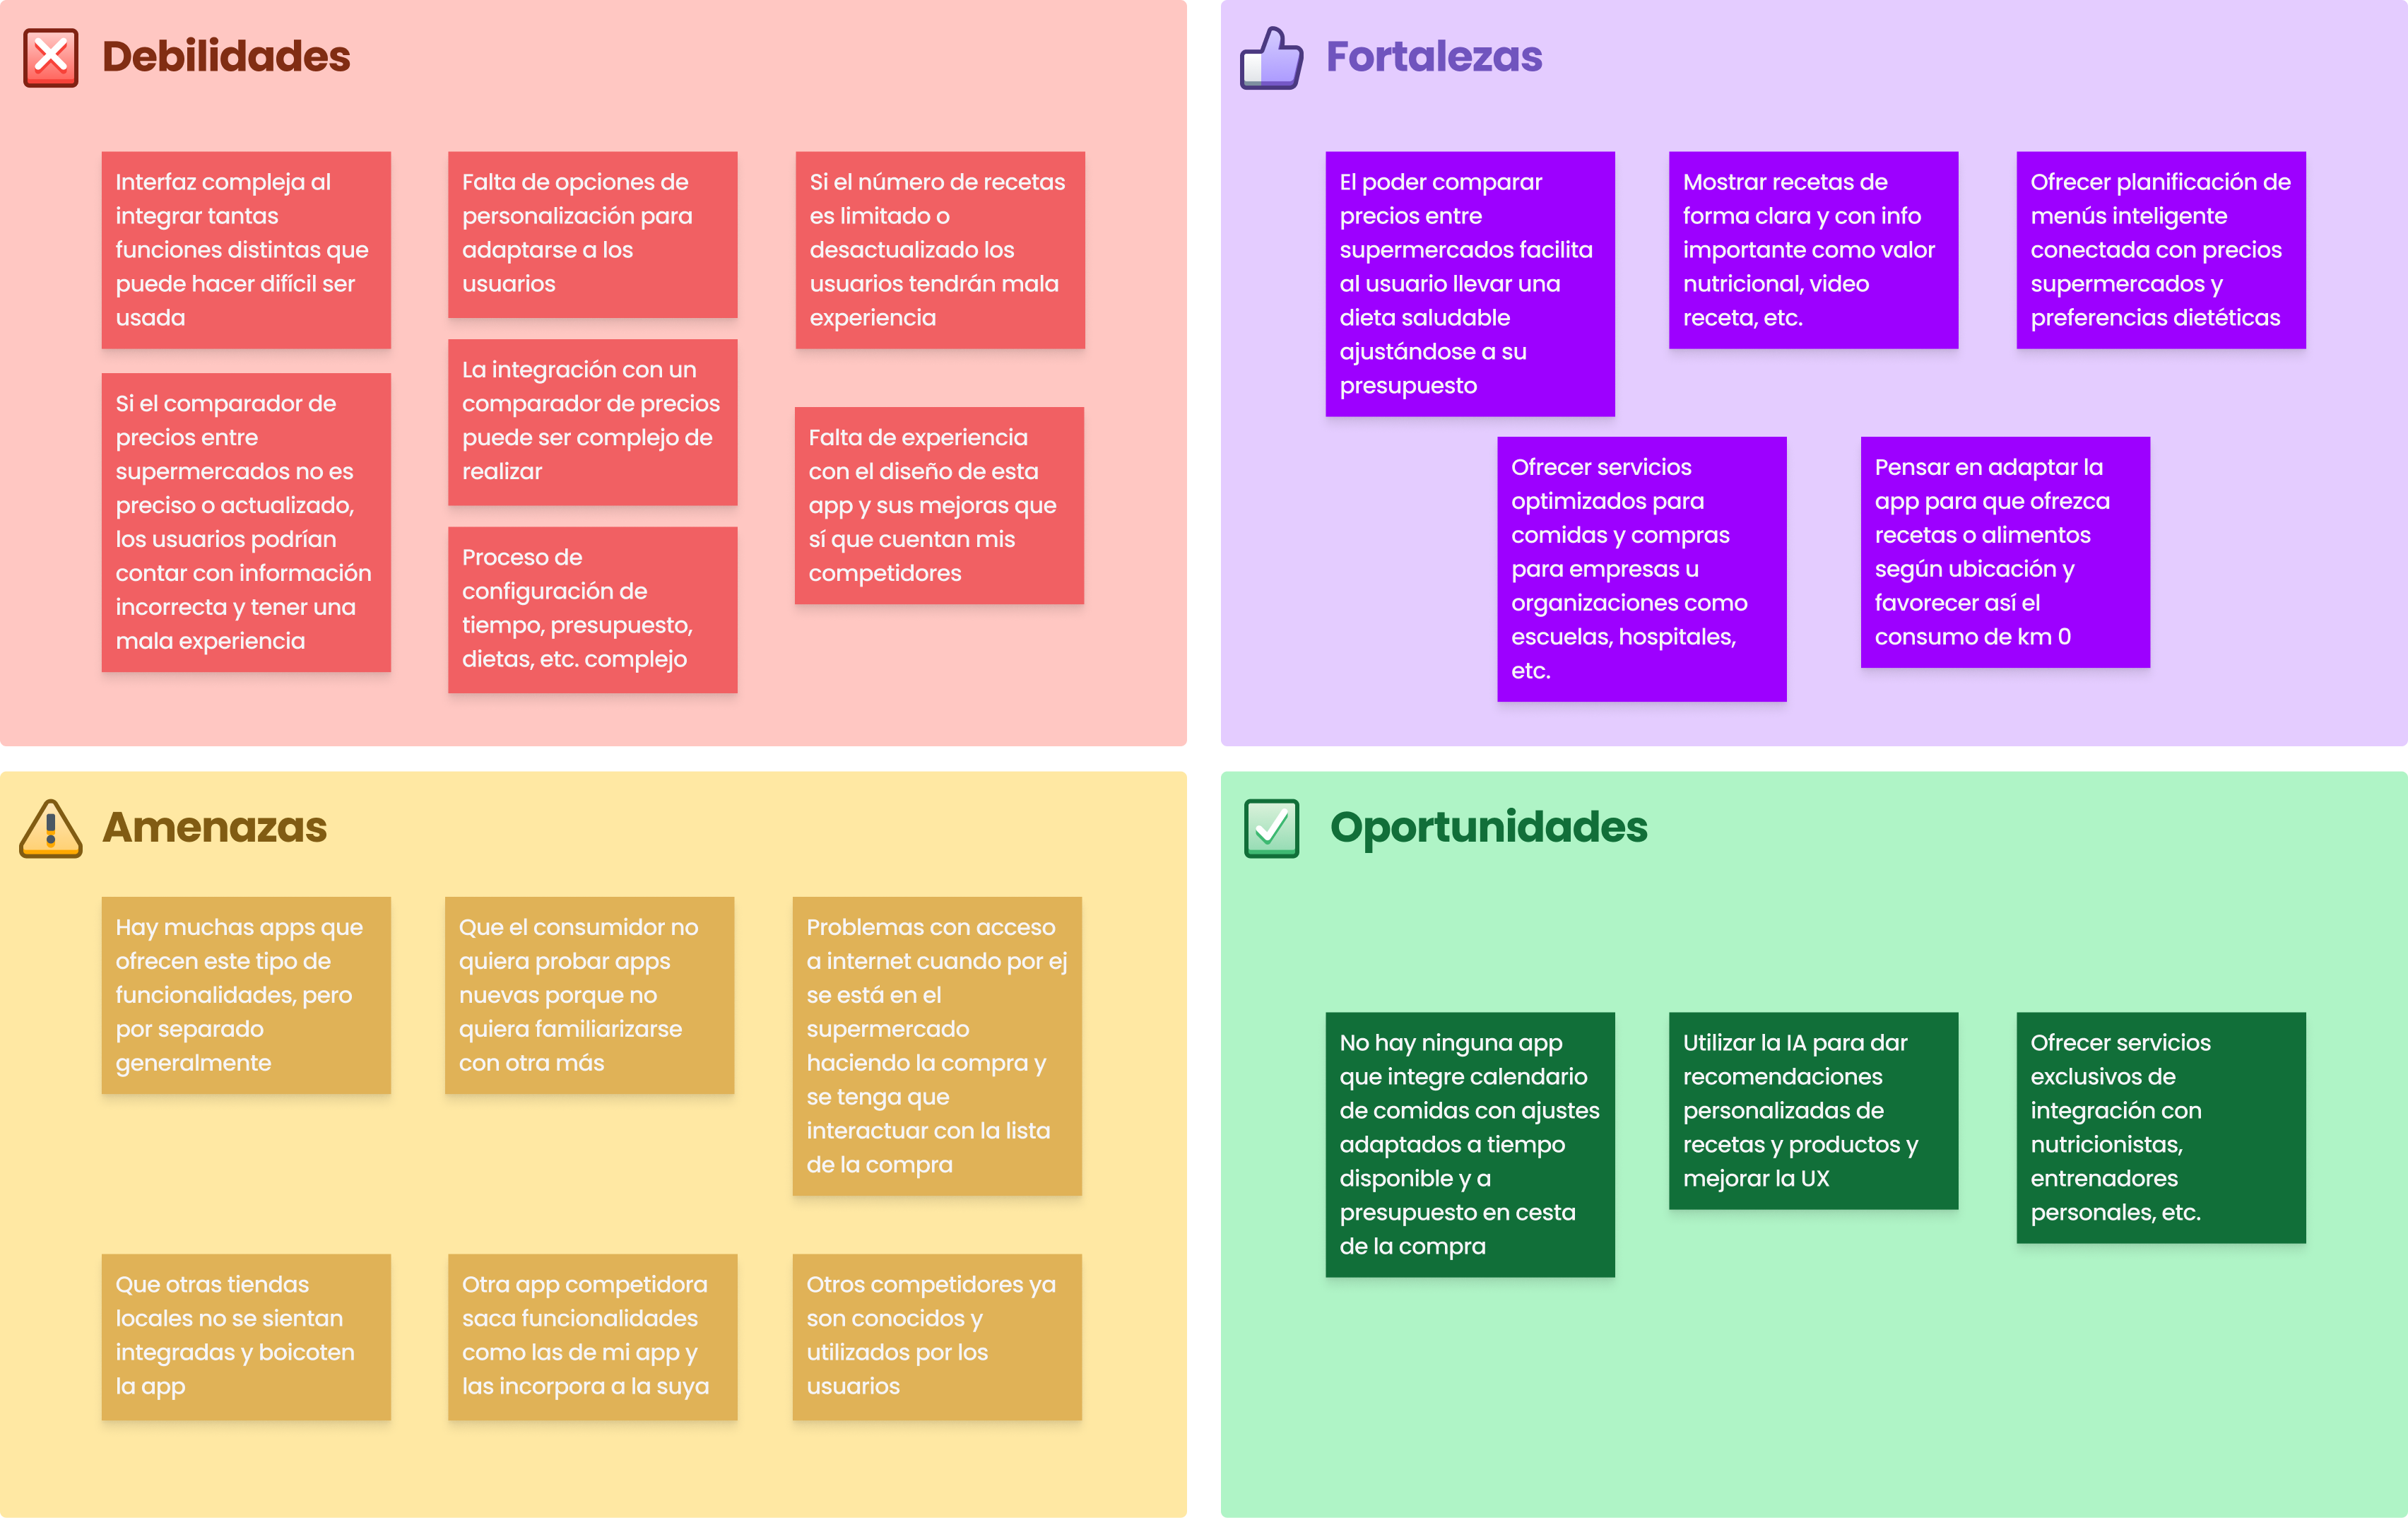 Debilidades
Interfaz compleja al
integrar tantas
funciones distintas que
puede hacer difícil ser
usada
Falta de opciones de
personalización para
adaptarse a los
usuarios
Si el número de recetas
es limitado o
desactualizado los
usuarios tendrán mala
experiencia
Si el comparador de
precios entre
supermercados no es
preciso o actualizado,
los usuarios podrían
contar con información
incorrecta y tener una
mala experiencia
La integración con un
comparador de precios
puede ser complejo de
realizar
Falta de experiencia
con el diseño de esta
app y sus mejoras que
sí que cuentan mis
competidores
Proceso de
configuración de
tiempo, presupuesto,
dietas, etc. complejo
Fortalezas
El poder comparar
precios entre
supermercados facilita
al usuario llevar una
dieta saludable
ajustándose a su
presupuesto
Mostrar recetas de
forma clara y con info
importante como valor
nutricional, video
receta, etc.
Ofrecer planificación de
menús inteligente
conectada con precios
supermercados y
preferencias dietéticas
Ofrecer servicios
optimizados para
comidas y compras
para empresas u
organizaciones como
escuelas, hospitales,
etc.
Pensar en adaptar la
app para que ofrezca
recetas o alimentos
según ubicación y
favorecer así el
consumo de km 0
Amenazas
Hay muchas apps que
ofrecen este tipo de
funcionalidades, pero
por separado
generalmente
Que el consumidor no
quiera probar apps
nuevas porque no
quiera familiarizarse
con otra más
Problemas con acceso
a internet cuando por ej
se está en el
supermercado
haciendo la compra y
se tenga que
interactuar con la lista
de la compra
Que otras tiendas
locales no se sientan
integradas y boicoten
la app
Otra app competidora
saca funcionalidades
como las de mi app y
las incorpora a la suya
Otros competidores ya
son conocidos y
utilizados por los
usuarios
Oportunidades
No hay ninguna app
que integre calendario
de comidas con ajustes
adaptados a tiempo
disponible y a
presupuesto en cesta
de la compra
Utilizar la IA para dar
recomendaciones
personalizadas de
recetas y productos y
mejorar la UX
Ofrecer servicios
exclusivos de
integración con
nutricionistas,
entrenadores
personales, etc.